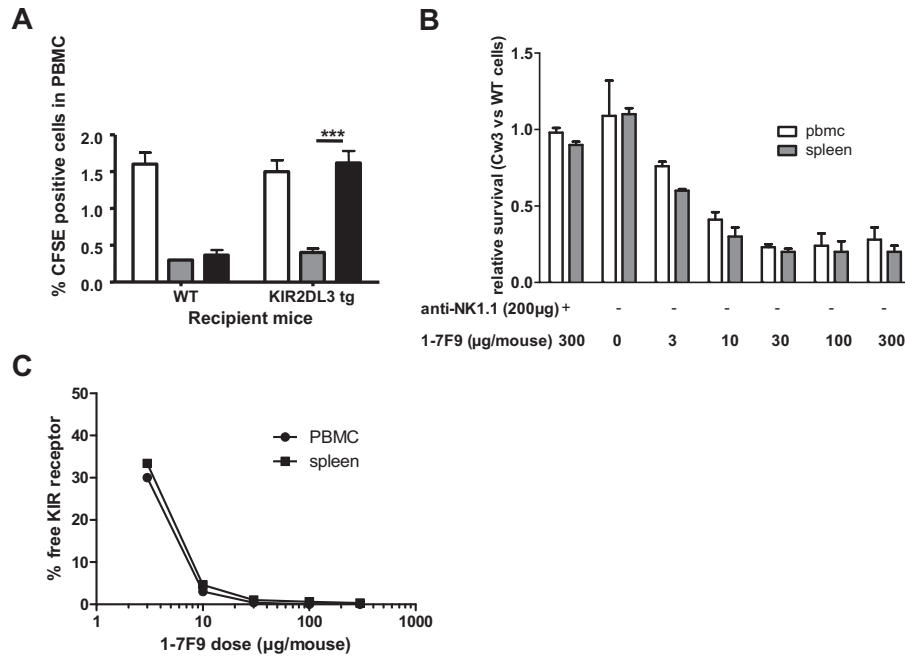 A
% CFSE positive cells in PBMC
2.0
1.5
1.0
0.5
0.0
***
WT
KIR2DL3 tg
Recipient mice
B
relative survival (Cw3 vs WT cells)
1.5
1.0
0.5
0.0
pbmc
spleen
anti-NK1.1 (200µg) + - - - - - -
1-7F9 (µg/mouse) 300 0 3 10 30 100 300
C
% free KIR receptor
50
40
30
20
10
0
PBMC
spleen
1 10 100 1000
1-7F9 dose (µg/mouse)